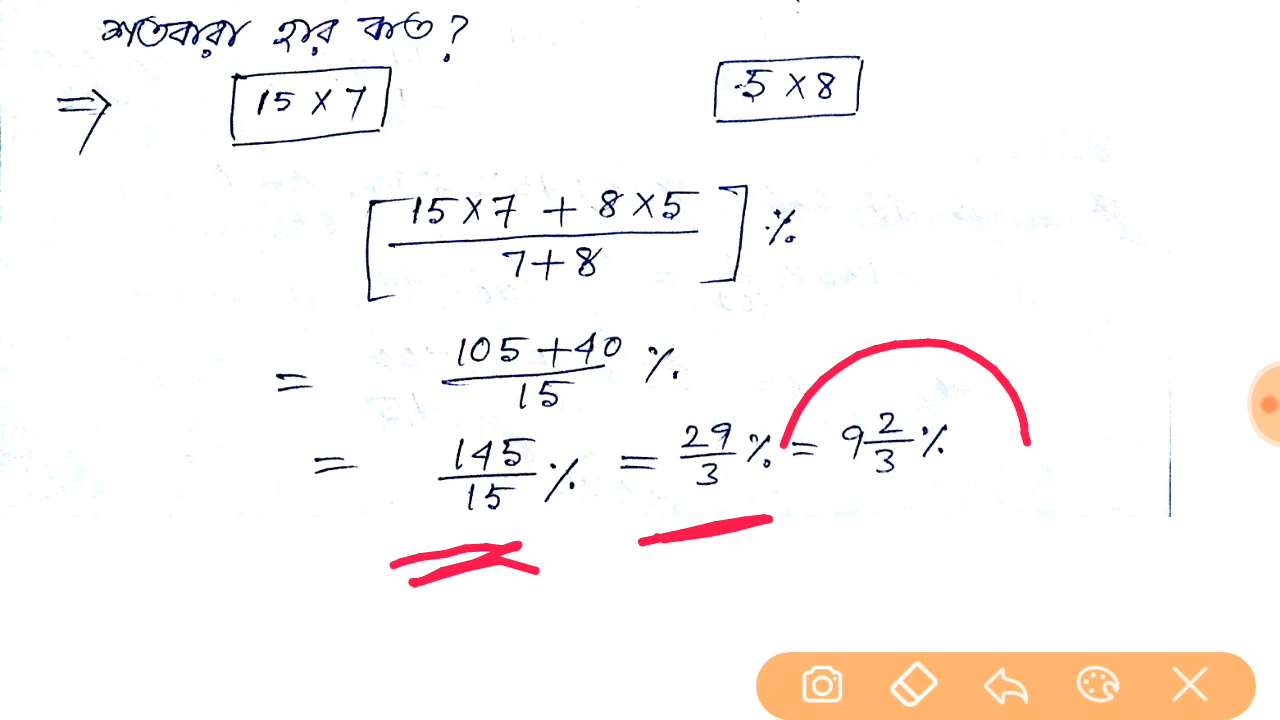 শতকরা হার কত?
⇒ 15 × 7 5 × 8
[ (15×7 + 8×5) / (7+8) ] %
= (105+40) / 15 %
= 145/15 % = 29/3 % = 9 2/3 %